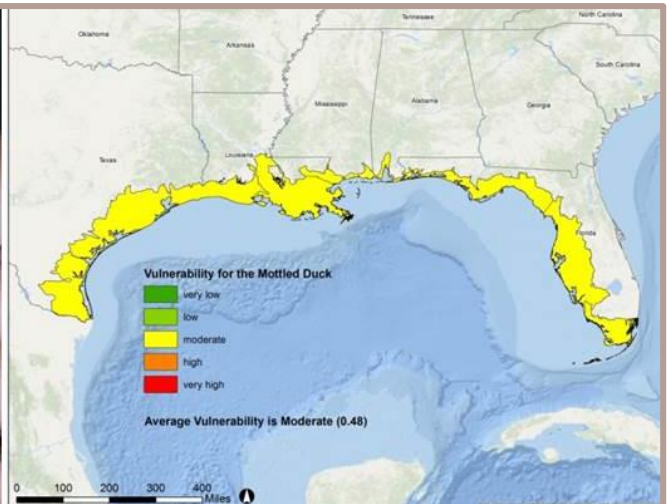 Tennessee
North Carolina
Oklahoma
Arkansas
South Carolina
Mississippi
Alabama
Georgia
Texas
Louisiana
Florida
Vulnerability for the Mottled Duck
very low
low
moderate
high
very high
Average Vulnerability is Moderate (0.48)
0 100 200 300 400
Miles